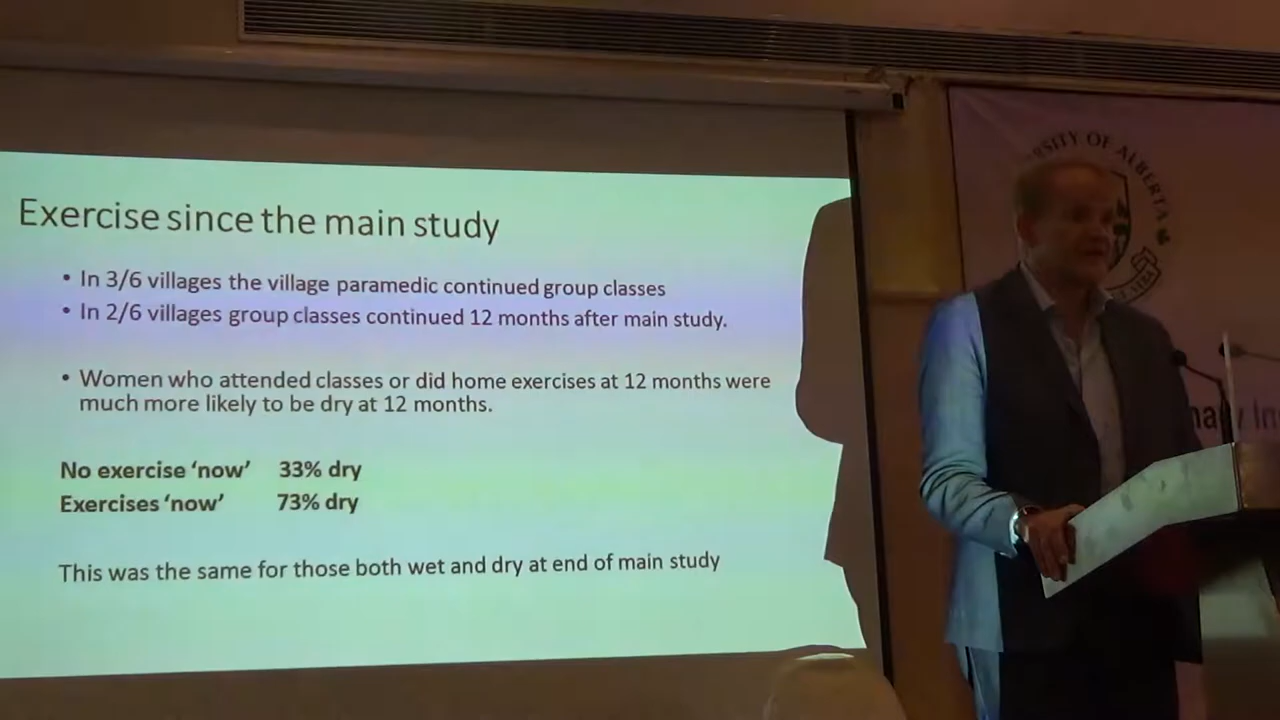 Exercise since the main study
• In 3/6 villages the village paramedic continued group classes
• In 2/6 villages group classes continued 12 months after main study.
• Women who attended classes or did home exercises at 12 months were
much more likely to be dry at 12 months.
No exercise ‘now’ 33% dry
Exercises ‘now’ 73% dry
This was the same for those both wet and dry at end of main study
OF ALBERTA